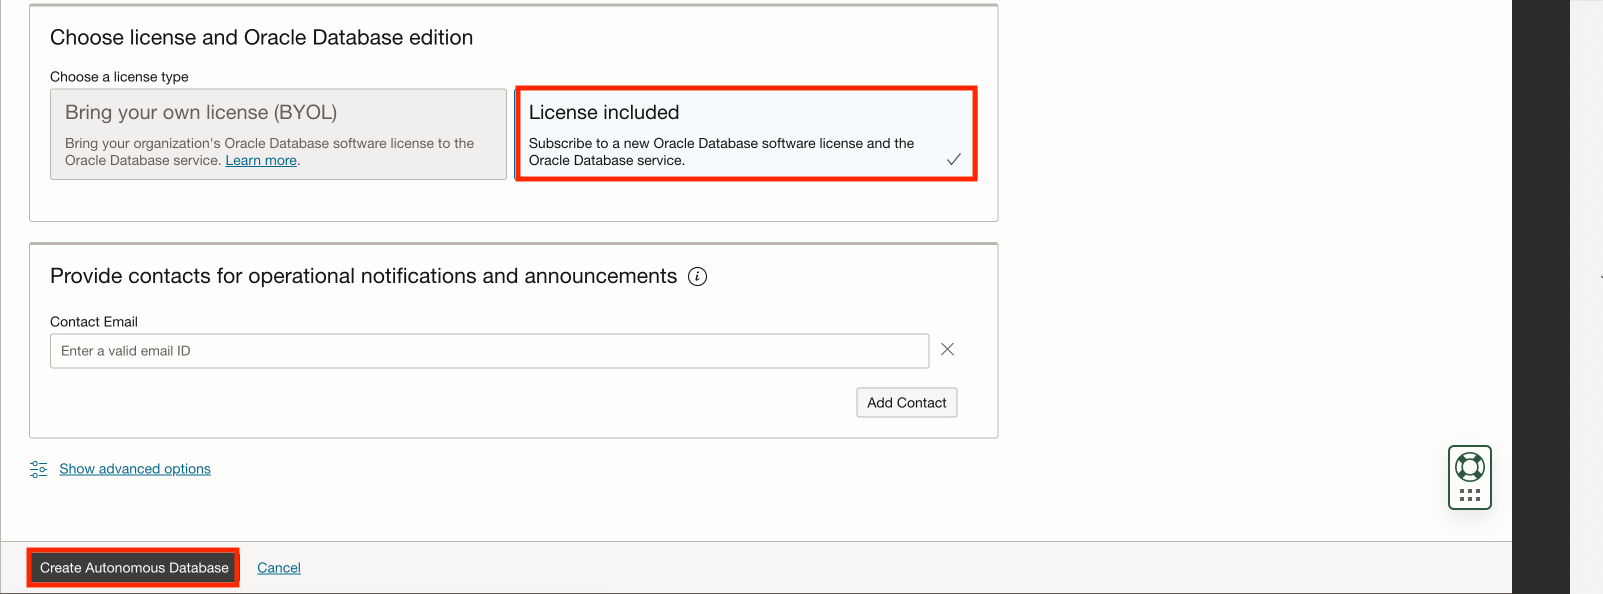 Choose license and Oracle Database edition
Choose a license type
Bring your own license (BYOL)
Bring your organization's Oracle Database software license to the
Oracle Database service. Learn more.
License included
Subscribe to a new Oracle Database software license and the
Oracle Database service.
Provide contacts for operational notifications and announcements
Contact Email
Enter a valid email ID
Add Contact
Show advanced options
Create Autonomous Database
Cancel